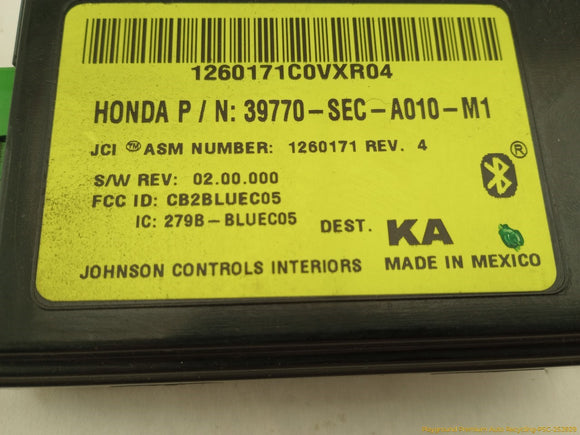 1260171C0VXR04
HONDA P / N: 39770-SEC-A010-M1
JCI ™ ASM NUMBER: 1260171 REV. 4
S/W REV: 02.00.000
FCC ID: CB2BLUEC05
IC: 279B-BLUEC05
DEST. KA
®
JOHNSON CONTROLS INTERIORS MADE IN MEXICO